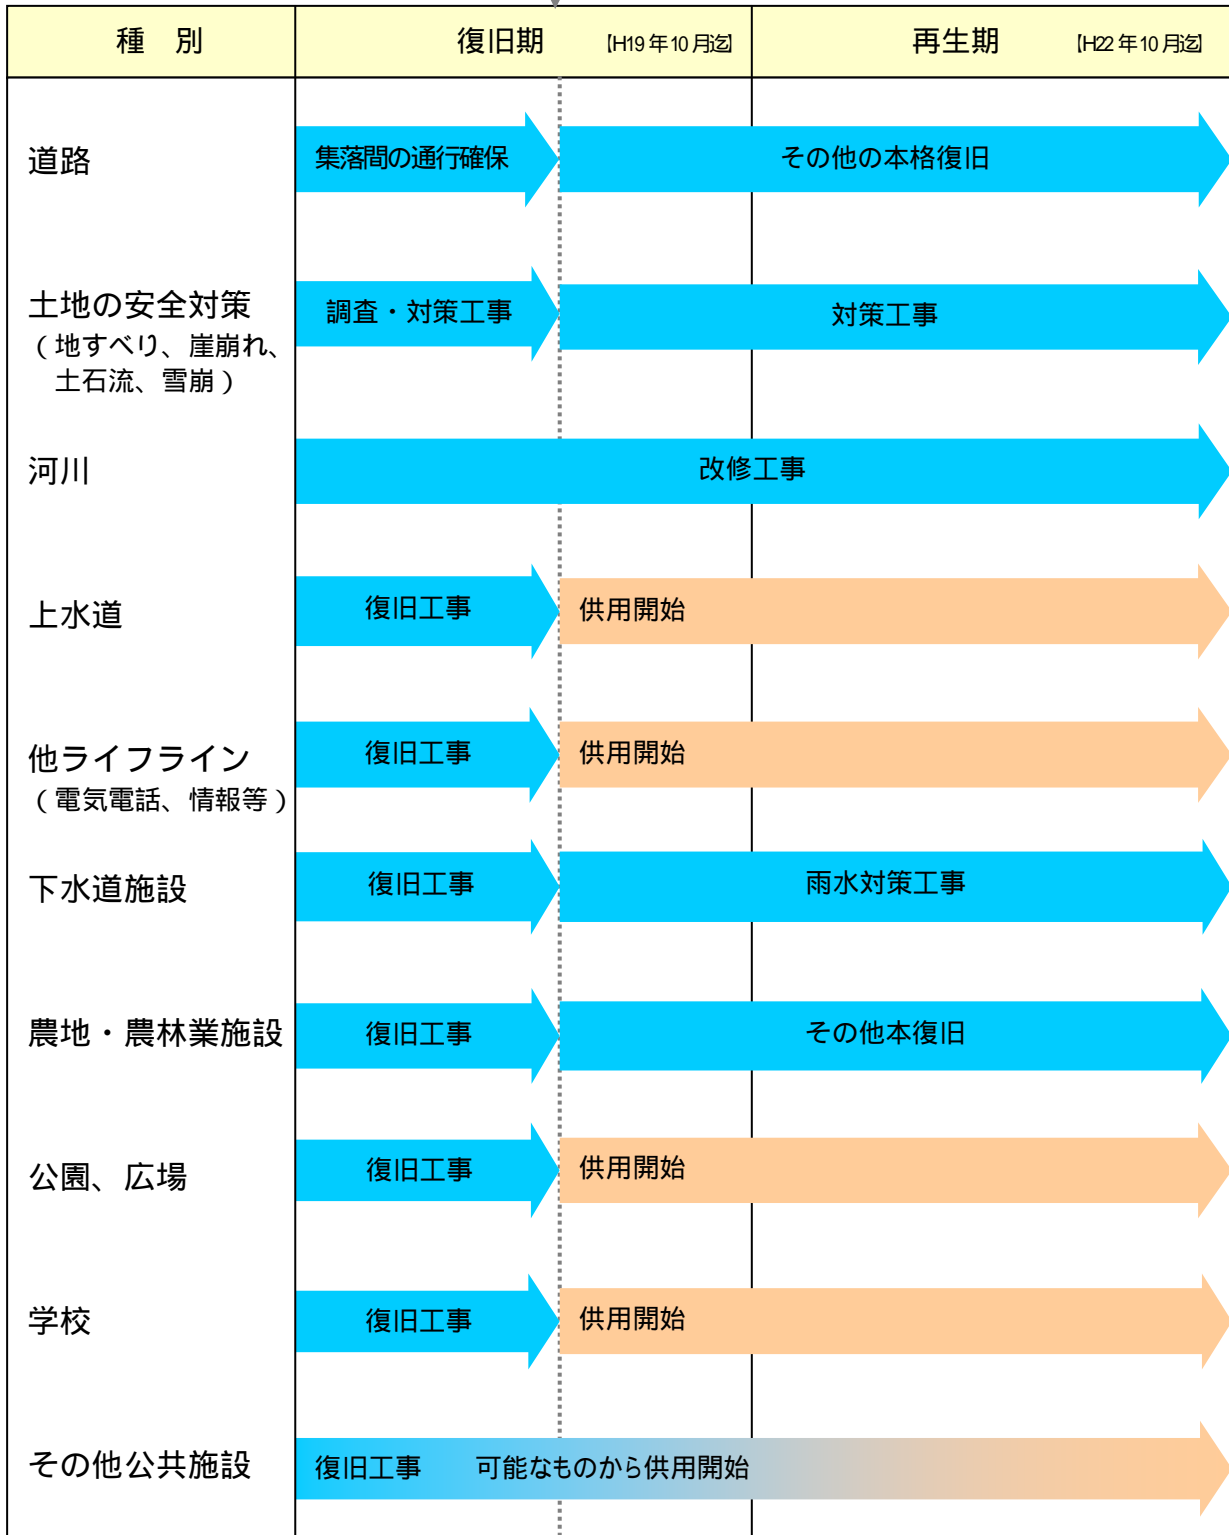 種　別　復旧期　【H19年10月迄】　再生期　【H22年10月迄】
道路　集落間の通行確保　その他の本格復旧
土地の安全対策　調査・対策工事　対策工事
（地すべり、崖崩れ、
土石流、雪崩）
河川　改修工事
上水道　復旧工事　供用開始
他ライフライン　復旧工事　供用開始
（電気電話、情報等）
下水道施設　復旧工事　雨水対策工事
農地・農林業施設　復旧工事　その他本復旧
公園、広場　復旧工事　供用開始
学校　復旧工事　供用開始
その他公共施設　復旧工事　可能なものから供用開始